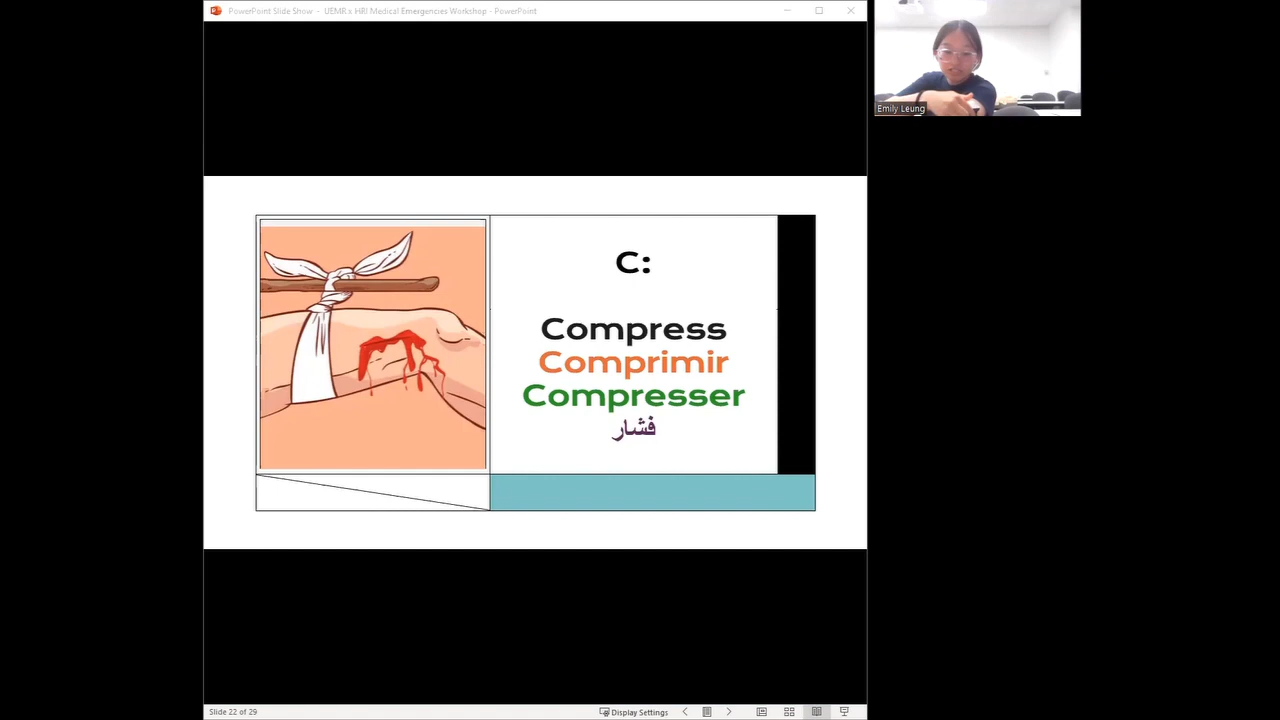 PowerPoint Slide Show - UEMR x HRI Medical Emergencies Workshop - PowerPoint
Emily Leung
C:
Compress
Comprimir
Compresser
فشار
Slide 22 of 29
Display Settings